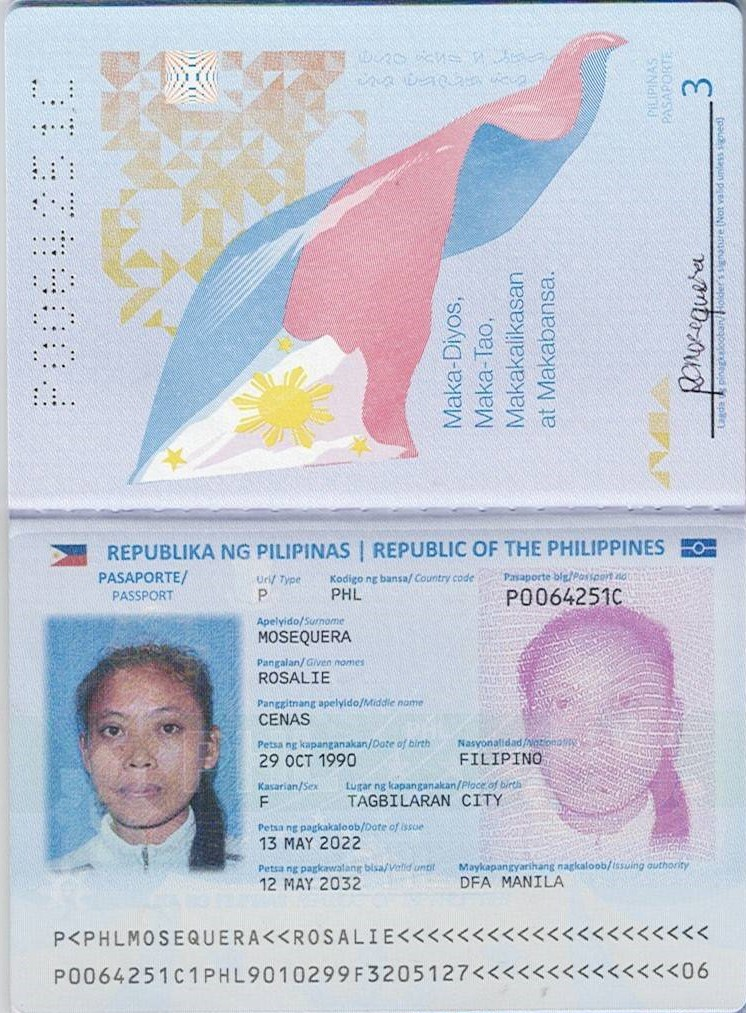 P0064251C
PILIPINAS
PASAPORTE
3
Maka-Diyos,
Maka-Tao,
Makakalikasan
at Makabansa.
Lagda ng pinagkalooban/Holder's signature (Not valid unless signed)
REPUBLIKA NG PILIPINAS | REPUBLIC OF THE PHILIPPINES
PASAPORTE/
PASSPORT
Uri/ Type Kodigo ng bansa/ Country code Pasaporte blg/Passport no
P PHL P0064251C
Apelyido/Surname
MOSEQUERA
Pangalan/ Given names
ROSALIE
Panggitnang apelyido/Middle name
CENAS
Petsa ng kapanganakan/Date of birth Nasyonalidad/Nationality
29 OCT 1990 FILIPINO
Kasarian/Sex Lugar ng kapanganakan/Place of birth
F TAGBILARAN CITY
Petsa ng pagkakaloob/Date of issue
13 MAY 2022
Petsa ng pagkawalang bisa/Valid until Maykapangyarihang nagkaloob/Issuing authority
12 MAY 2032 DFA MANILA
P<PHLMOSEQUERA<<ROSALIE<<<<<<<<<<<<<<<<<<<<<
P0064251C1PHL9010299F3205127<<<<<<<<<<<<<<06